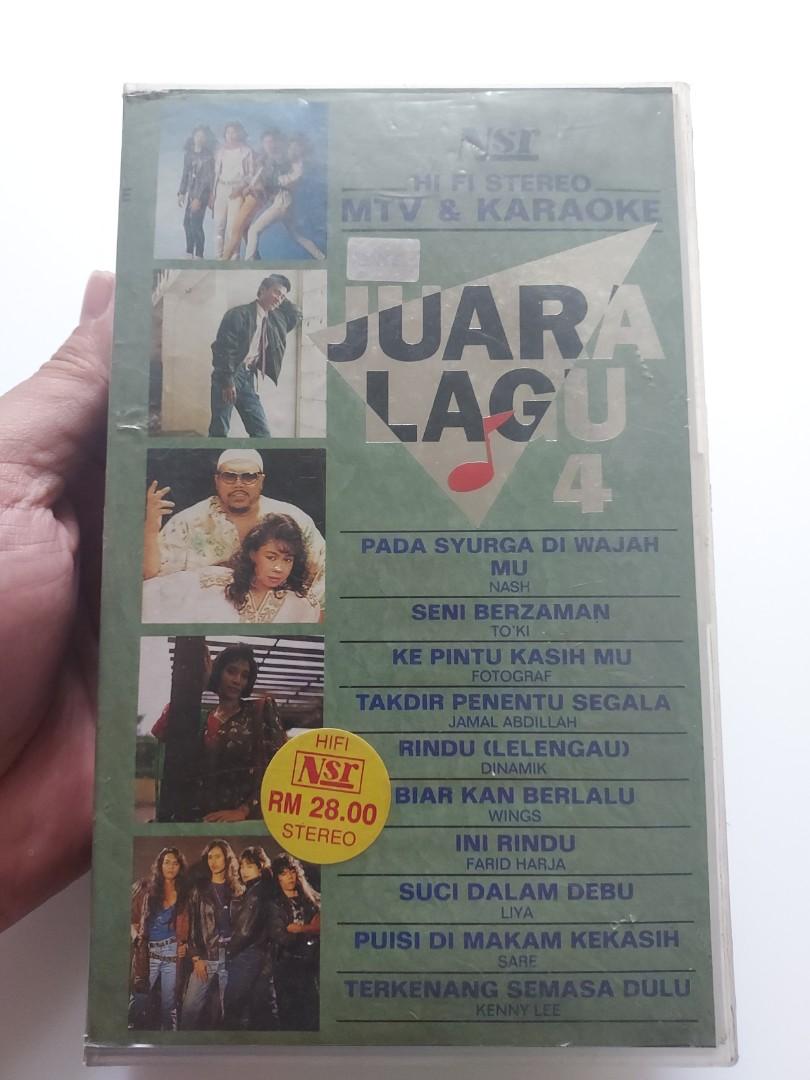 Nsr
HI FI STEREO
MTV & KARAOKE
JUARA
LAGU
4
PADA SYURGA DI WAJAH
MU
NASH
SENI BERZAMAN
TO'KI
KE PINTU KASIH MU
FOTOGRAF
TAKDIR PENENTU SEGALA
JAMAL ABDILLAH
RINDU (LELENGAU)
DINAMIK
BIAR KAN BERLALU
WINGS
INI RINDU
FARID HARJA
SUCI DALAM DEBU
LIYA
PUISI DI MAKAM KEKASIH
SARE
TERKENANG SEMASA DULU
KENNY LEE
HIFI
Nsr
RM 28.00
STEREO